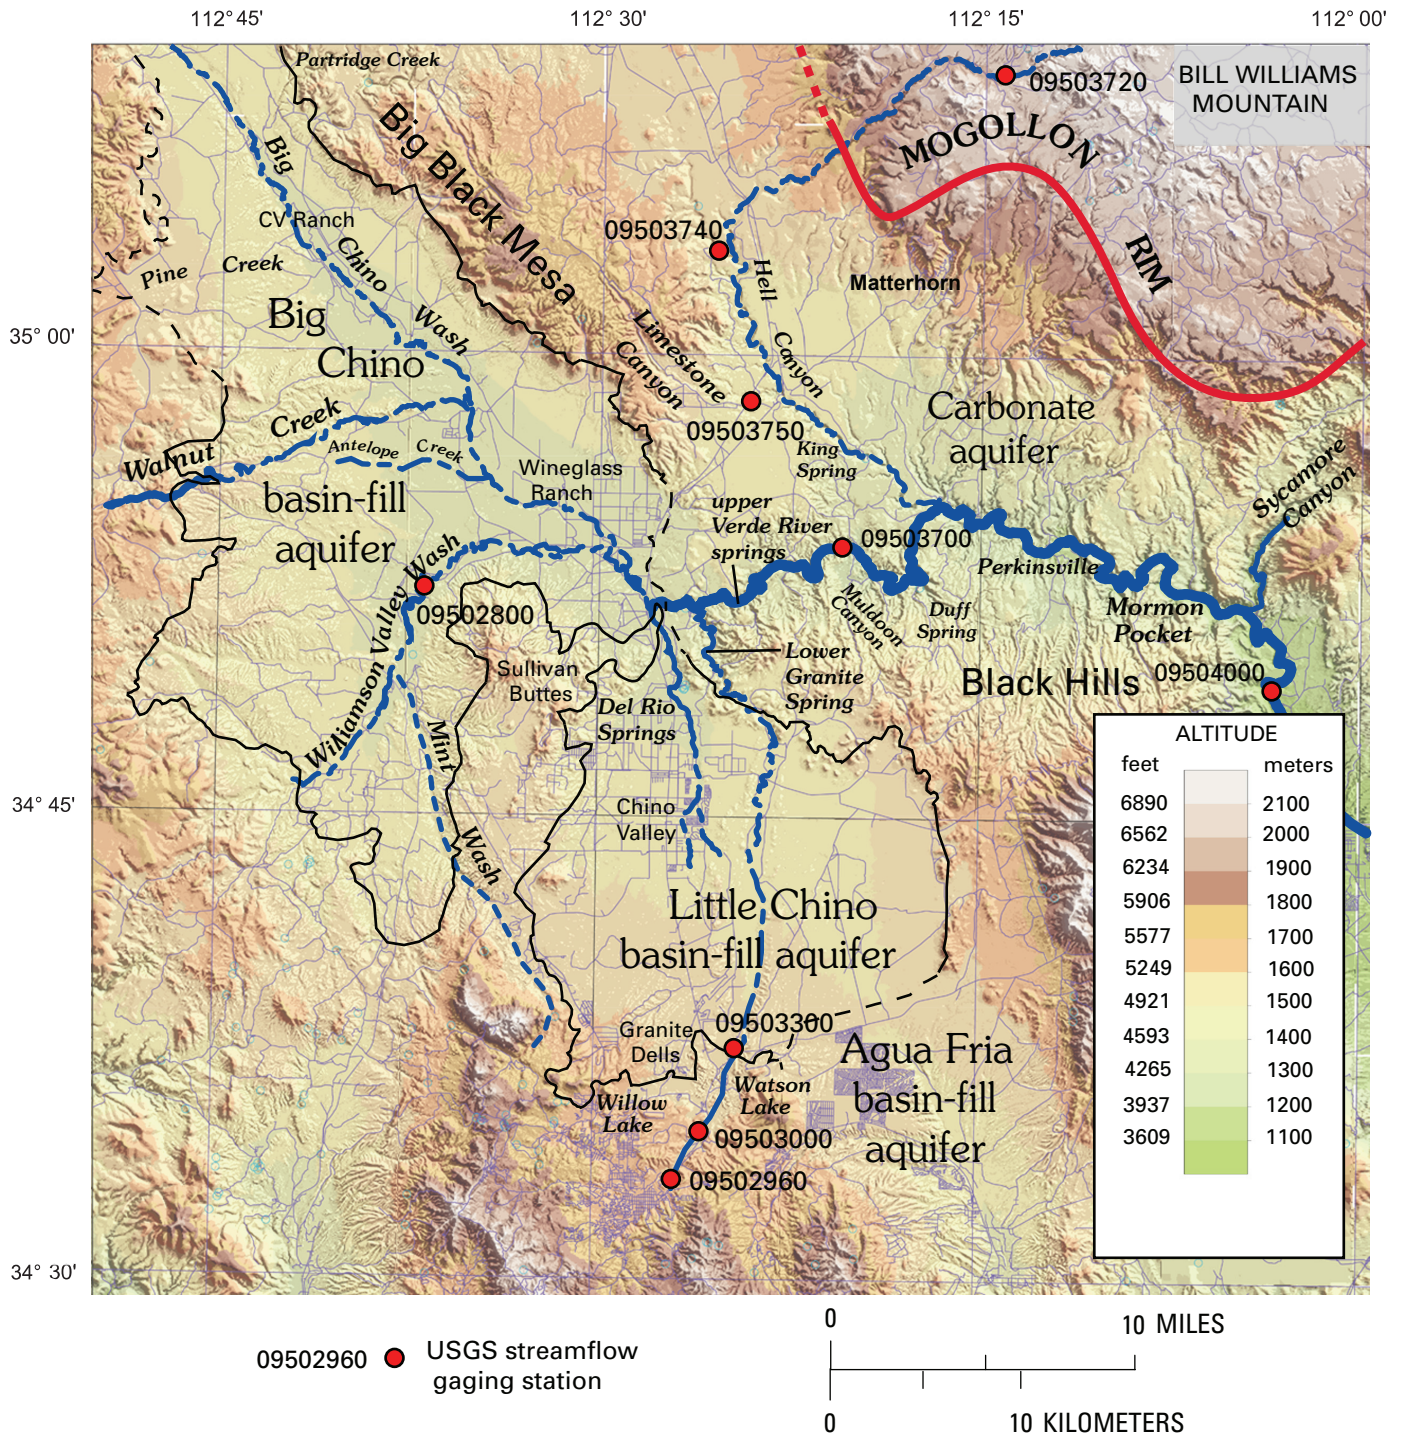 112° 45'
112° 30'
112° 15'
112° 00'
Partridge Creek
09503720
BILL WILLIAMS
MOUNTAIN
MOGOLLON
RIM
Big Black Mesa
Big
Chino
Wash
CV Ranch
Pine Creek
09503740
Hell
Canyon
Matterhorn
35° 00'
Big
Chino
basin-fill
aquifer
Limestone
Canyon
09503750
Carbonate
aquifer
Walnut Creek
Antelope Creek
Wineglass
Ranch
King
Spring
Sycamore
Canyon
upper
Verde River
springs
09503700
Perkinsville
Williamson Valley Wash
09502800
Muldoon
Canyon
Duff
Spring
Mormon
Pocket
Lower
Granite
Spring
Black Hills
09504000
Sullivan
Buttes
Del Rio
Springs
Mint
Wash
34° 45'
Chino
Valley
Little Chino
basin-fill aquifer
Granite
Dells
09503300
Agua Fria
basin-fill
aquifer
Willow
Lake
Watson
Lake
09503000
09502960
34° 30'
ALTITUDE
feet meters
6890 2100
6562 2000
6234 1900
5906 1800
5577 1700
5249 1600
4921 1500
4593 1400
4265 1300
3937 1200
3609 1100
09502960 USGS streamflow
gaging station
0 10 MILES
0 10 KILOMETERS